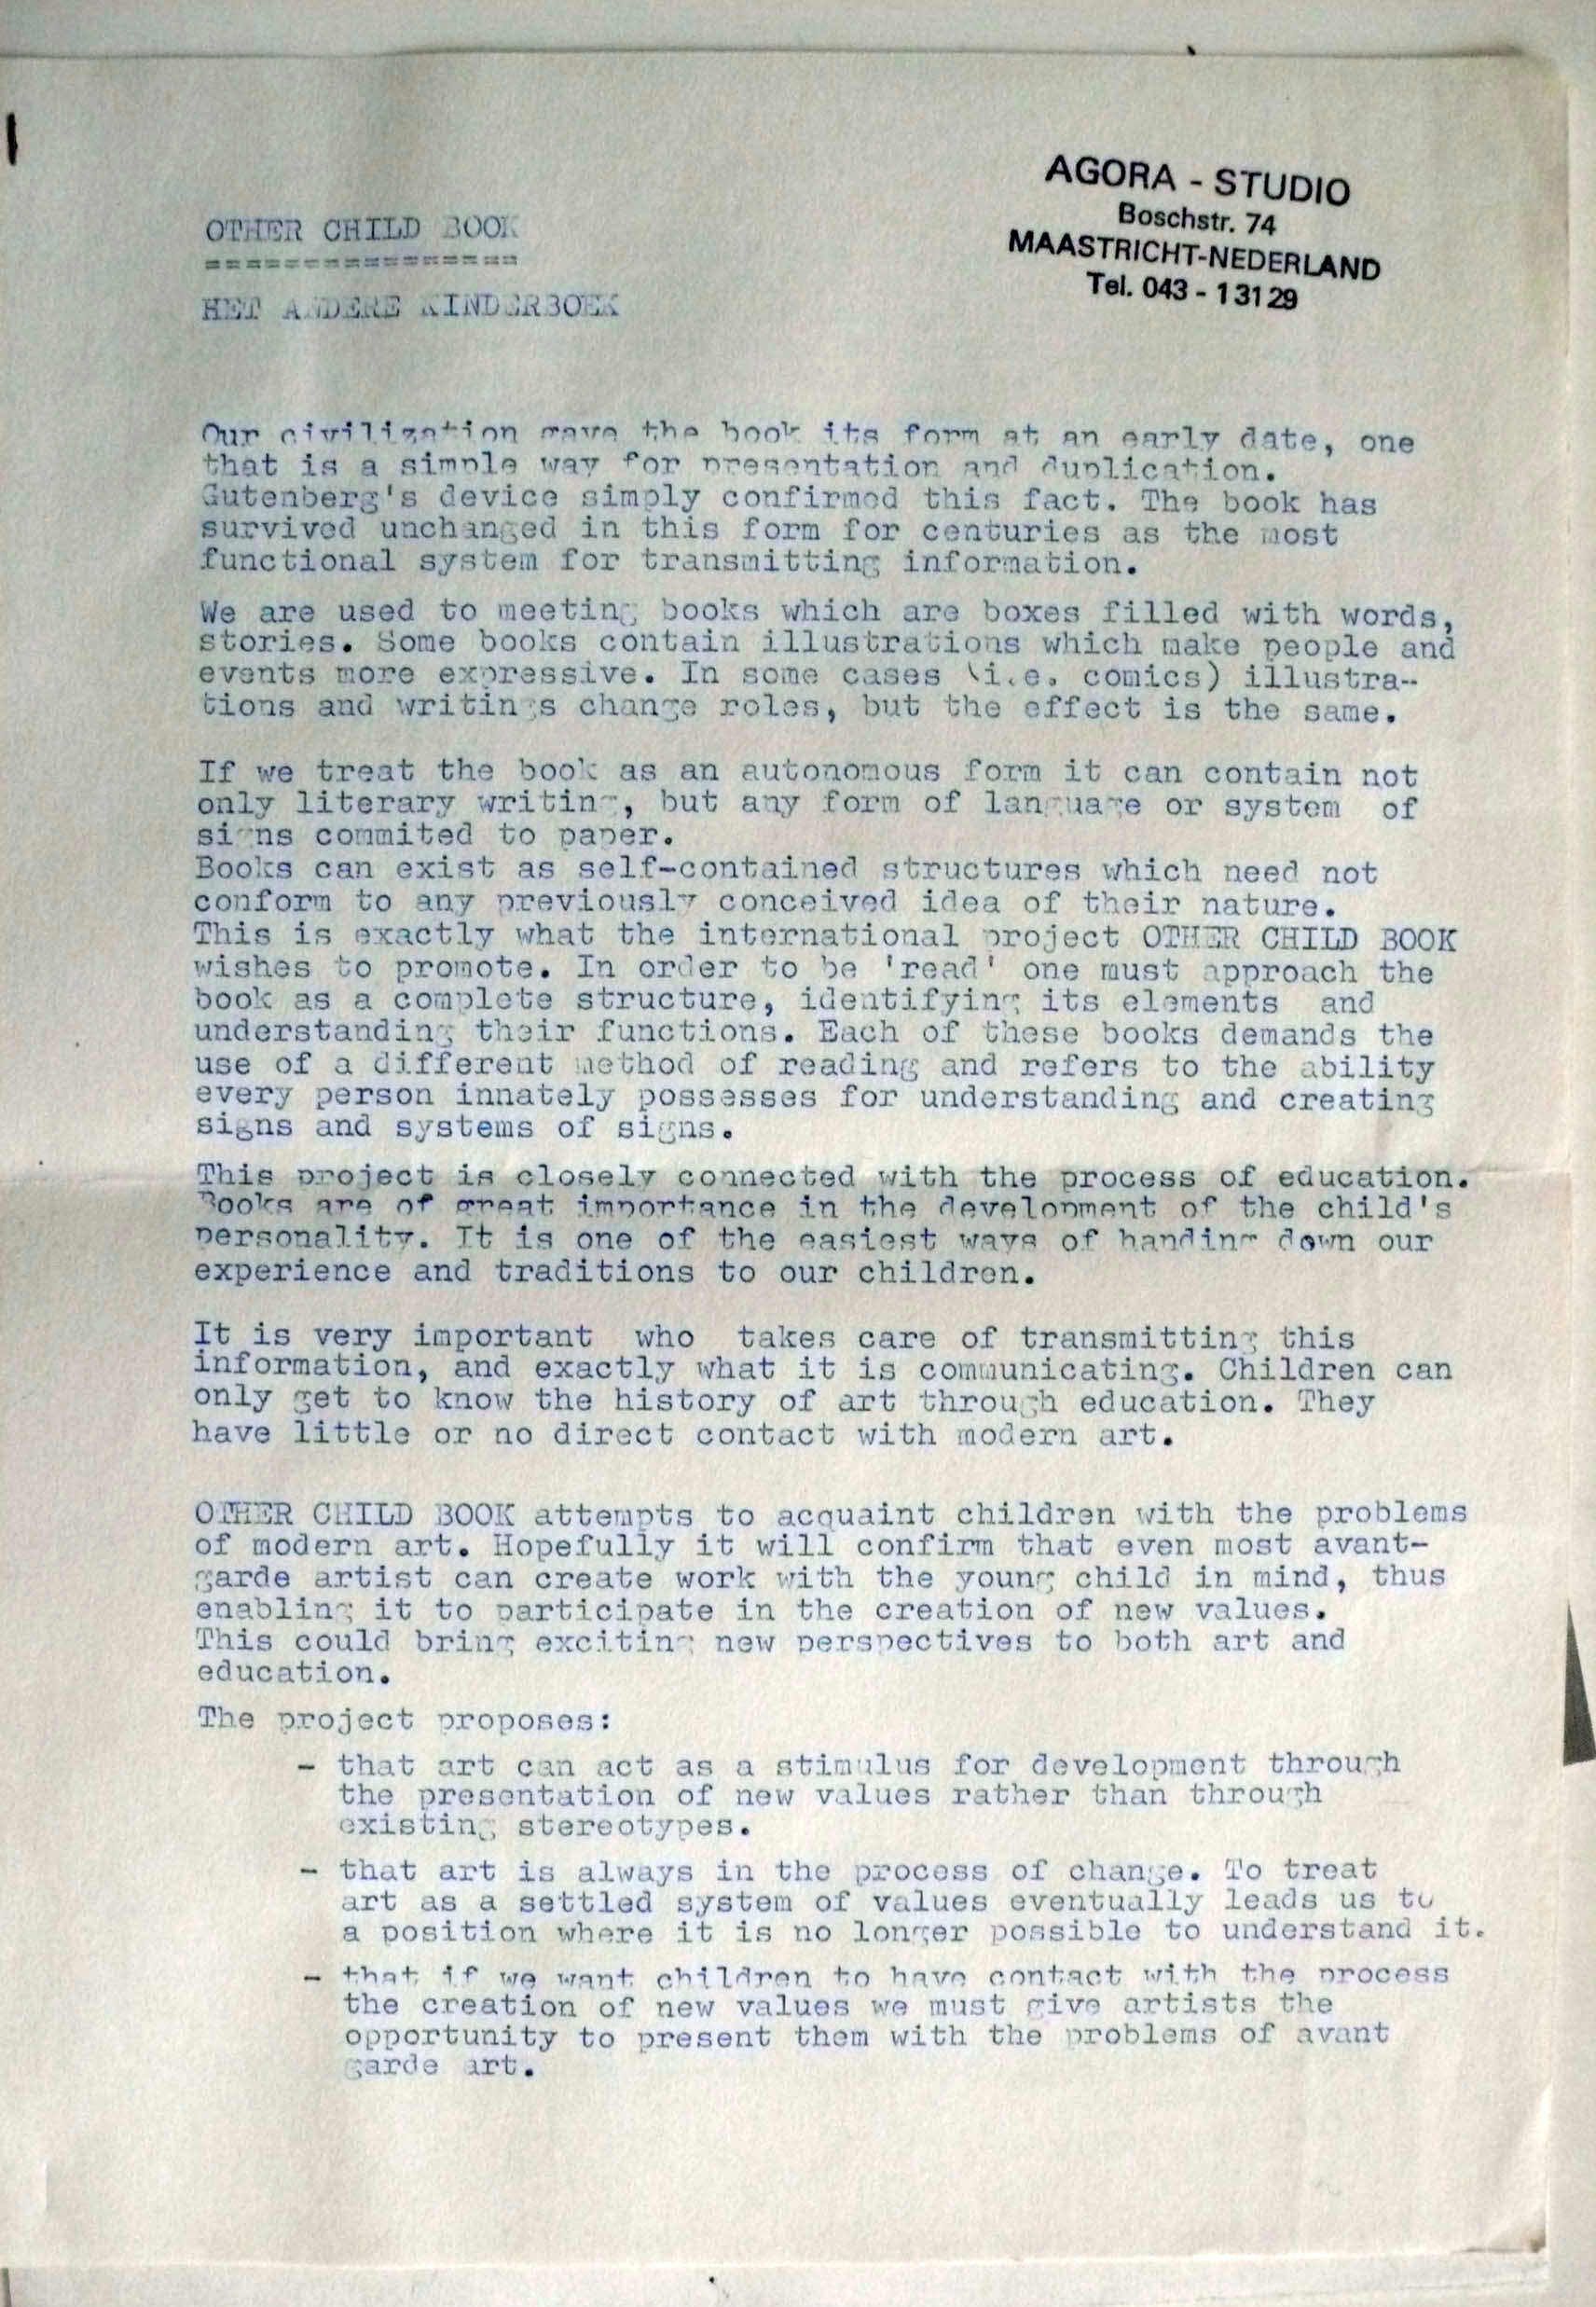 AGORA - STUDIO
Boschstr. 74
MAASTRICHT-NEDERLAND
Tel. 043 - 13129
OTHER CHILD BOOK
================
HET ANDERE KINDERBOEK
Our civilization gave the book its form at an early date, one
that is a simple way for presentation and duplication.
Gutenberg's device simply confirmed this fact. The book has
survived unchanged in this form for centuries as the most
functional system for transmitting information.
We are used to meeting books which are boxes filled with words,
stories. Some books contain illustrations which make people and
events more expressive. In some cases (i.e. comics) illustra-
tions and writings change roles, but the effect is the same.
If we treat the book as an autonomous form it can contain not
only literary writing, but any form of language or system of
signs commited to paper.
Books can exist as self-contained structures which need not
conform to any previously conceived idea of their nature.
This is exactly what the international project OTHER CHILD BOOK
wishes to promote. In order to be 'read' one must approach the
book as a complete structure, identifying its elements and
understanding their functions. Each of these books demands the
use of a different method of reading and refers to the ability
every person innately possesses for understanding and creating
signs and systems of signs.
This project is closely connected with the process of education.
Books are of great importance in the development of the child's
personality. It is one of the easiest ways of handing down our
experience and traditions to our children.
It is very important who takes care of transmitting this
information, and exactly what it is communicating. Children can
only get to know the history of art through education. They
have little or no direct contact with modern art.
OTHER CHILD BOOK attempts to acquaint children with the problems
of modern art. Hopefully it will confirm that even most avant-
garde artist can create work with the young child in mind, thus
enabling it to participate in the creation of new values.
This could bring exciting new perspectives to both art and
education.
The project proposes:
- that art can act as a stimulus for development through
the presentation of new values rather than through
existing stereotypes.
- that art is always in the process of change. To treat
art as a settled system of values eventually leads us to
a position where it is no longer possible to understand it.
- that if we want children to have contact with the process
the creation of new values we must give artists the
opportunity to present them with the problems of avant
garde art.